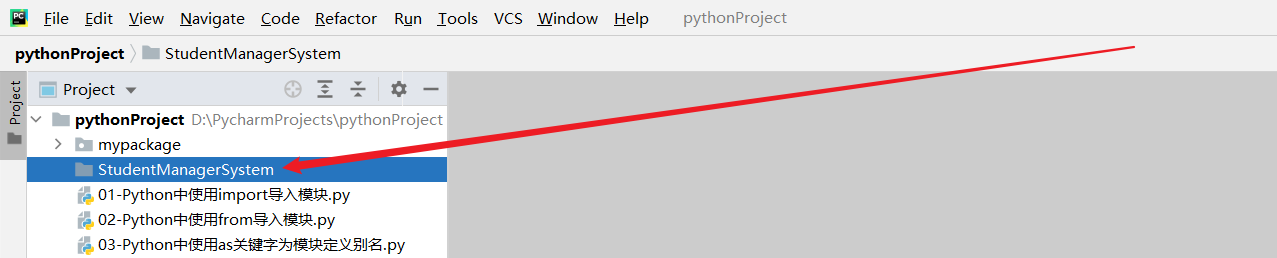 File Edit View Navigate Code Refactor Run Tools VCS Window Help pythonProject
pythonProject StudentManagerSystem
Project
Project
pythonProject D:\PycharmProjects\pythonProject
mypackage
StudentManagerSystem
01-Python中使用import导入模块.py
02-Python中使用from导入模块.py
03-Python中使用as关键字为模块定义别名.py